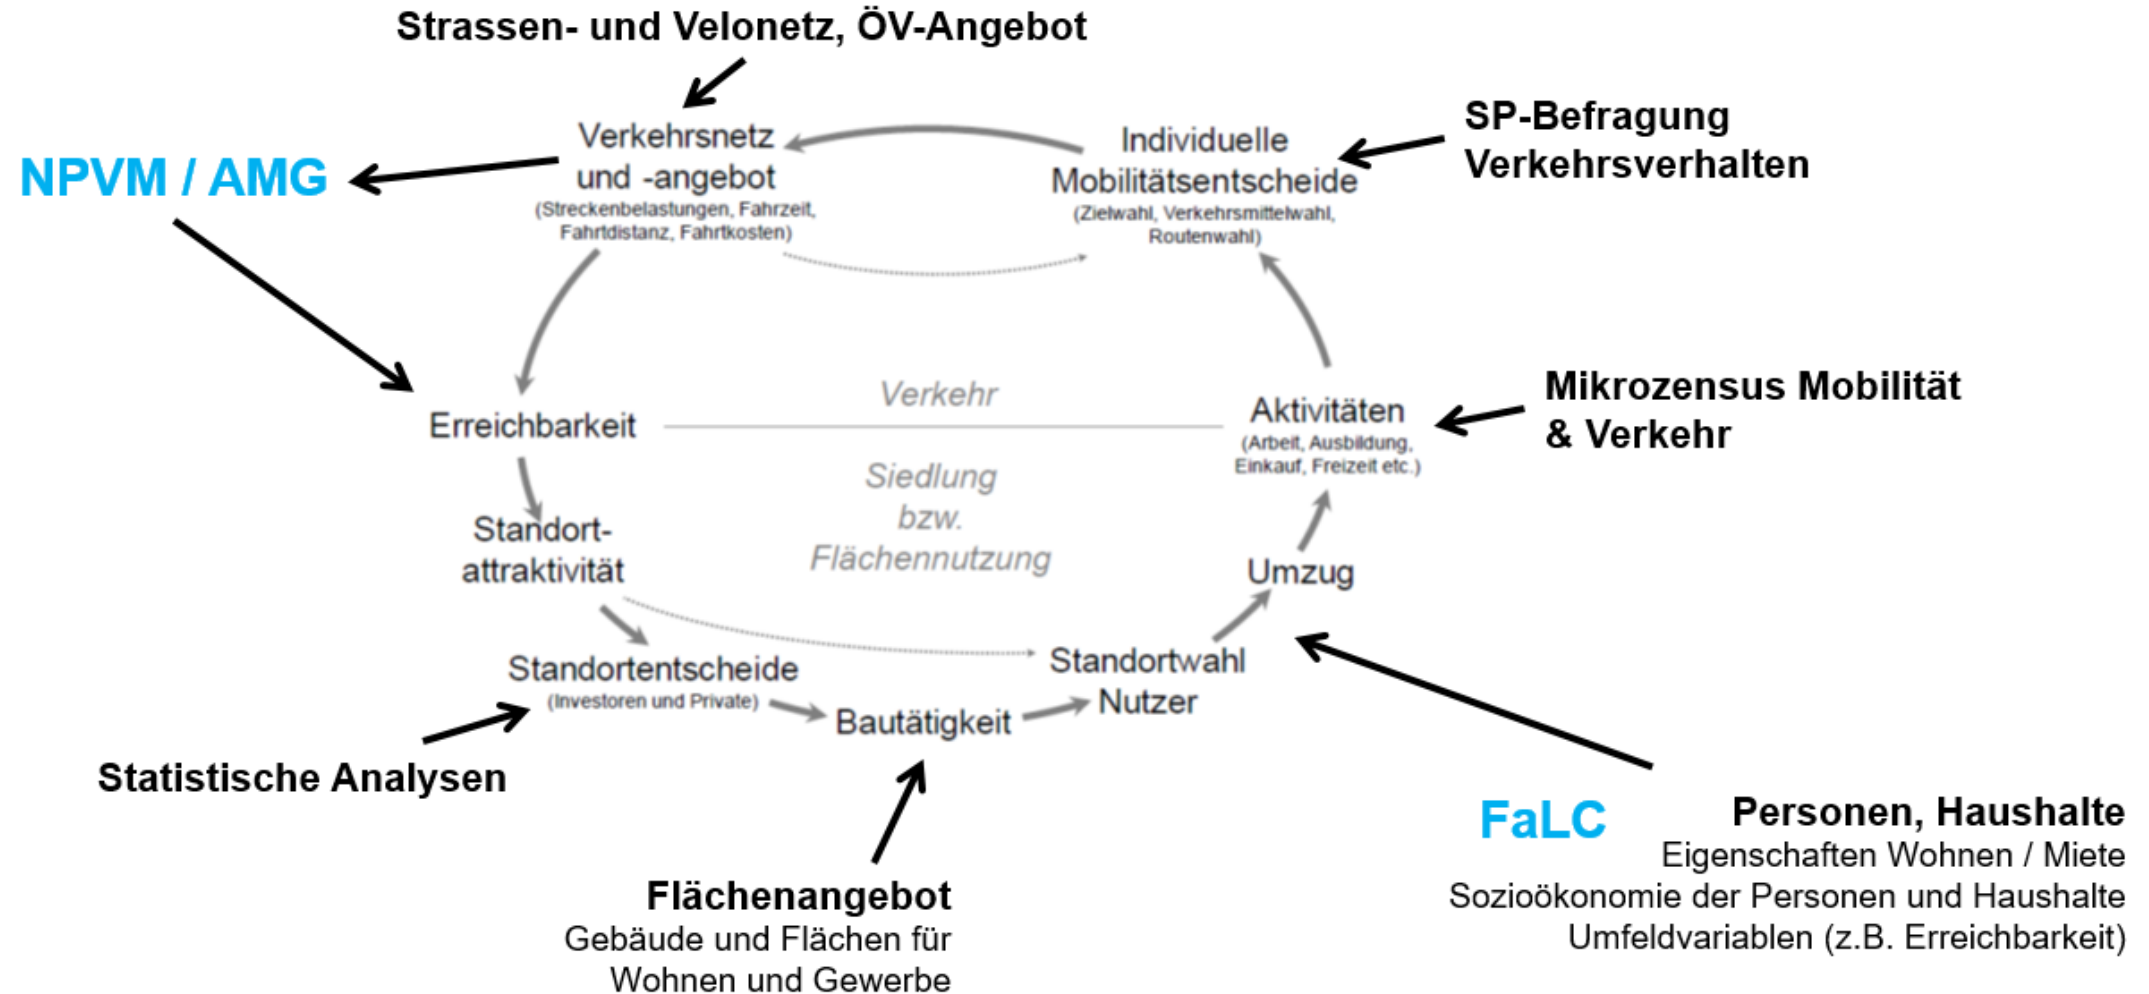 Strassen- und Velonetz, ÖV-Angebot
Verkehrsnetz
und -angebot
(Streckenbelastungen, Fahrzeit,
Fahrtdistanz, Fahrtkosten)
Individuelle
Mobilitätsentscheide
(Zielwahl, Verkehrsmittelwahl,
Routenwahl)
SP-Befragung
Verkehrsverhalten
NPVM / AMG
Verkehr
Erreichbarkeit
Aktivitäten
(Arbeit, Ausbildung,
Einkauf, Freizeit etc.)
Mikrozensus Mobilität
& Verkehr
Siedlung
bzw.
Flächennutzung
Standort-
attraktivität
Umzug
Standortentscheide
(Investoren und Private)
Standortwahl
Nutzer
Bautätigkeit
Statistische Analysen
Flächenangebot
Gebäude und Flächen für
Wohnen und Gewerbe
FaLC
Personen, Haushalte
Eigenschaften Wohnen / Miete
Sozioökonomie der Personen und Haushalte
Umfeldvariablen (z.B. Erreichbarkeit)